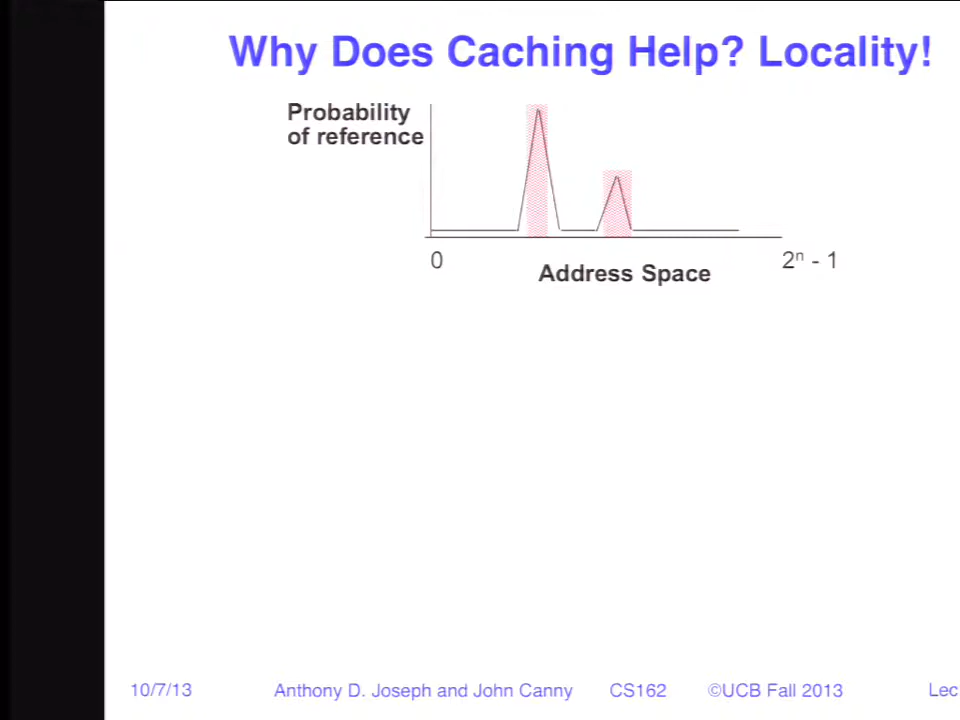 Why Does Caching Help? Locality!
Probability
of reference
0
2ⁿ - 1
Address Space
10/7/13 Anthony D. Joseph and John Canny CS162 ©UCB Fall 2013 Lec